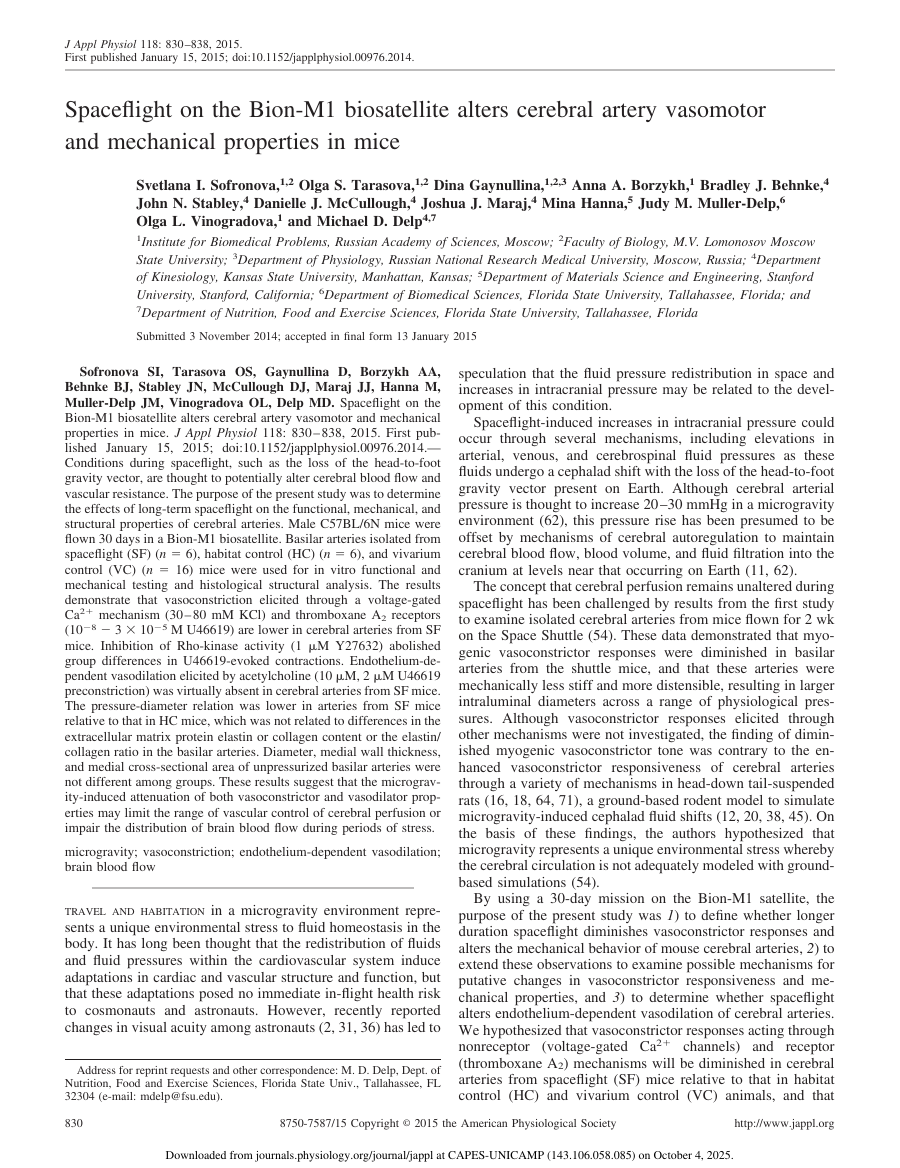 J Appl Physiol 118: 830–838, 2015.
First published January 15, 2015; doi:10.1152/japplphysiol.00976.2014.
Spaceflight on the Bion-M1 biosatellite alters cerebral artery vasomotor
and mechanical properties in mice
Svetlana I. Sofronova,1,2 Olga S. Tarasova,1,2 Dina Gaynullina,1,2,3 Anna A. Borzykh,1 Bradley J. Behnke,4
John N. Stabley,4 Danielle J. McCullough,4 Joshua J. Maraj,4 Mina Hanna,5 Judy M. Muller-Delp,6
Olga L. Vinogradova,1 and Michael D. Delp4,7
1Institute for Biomedical Problems, Russian Academy of Sciences, Moscow; 2Faculty of Biology, M.V. Lomonosov Moscow
State University; 3Department of Physiology, Russian National Research Medical University, Moscow, Russia; 4Department
of Kinesiology, Kansas State University, Manhattan, Kansas; 5Department of Materials Science and Engineering, Stanford
University, Stanford, California; 6Department of Biomedical Sciences, Florida State University, Tallahassee, Florida; and
7Department of Nutrition, Food and Exercise Sciences, Florida State University, Tallahassee, Florida
Submitted 3 November 2014; accepted in final form 13 January 2015
Sofronova SI, Tarasova OS, Gaynullina D, Borzykh AA,
Behnke BJ, Stabley JN, McCullough DJ, Maraj JJ, Hanna M,
Muller-Delp JM, Vinogradova OL, Delp MD. Spaceflight on the
Bion-M1 biosatellite alters cerebral artery vasomotor and mechanical
properties in mice. J Appl Physiol 118: 830–838, 2015. First pub-
lished January 15, 2015; doi:10.1152/japplphysiol.00976.2014.—
Conditions during spaceflight, such as the loss of the head-to-foot
gravity vector, are thought to potentially alter cerebral blood flow and
vascular resistance. The purpose of the present study was to determine
the effects of long-term spaceflight on the functional, mechanical, and
structural properties of cerebral arteries. Male C57BL/6N mice were
flown 30 days in a Bion-M1 biosatellite. Basilar arteries isolated from
spaceflight (SF) (n = 6), habitat control (HC) (n = 6), and vivarium
control (VC) (n = 16) mice were used for in vitro functional and
mechanical testing and histological structural analysis. The results
demonstrate that vasoconstriction elicited through a voltage-gated
Ca2+ mechanism (30–80 mM KCl) and thromboxane A2 receptors
(10−8 − 3 × 10−5 M U46619) are lower in cerebral arteries from SF
mice. Inhibition of Rho-kinase activity (1 μM Y27632) abolished
group differences in U46619-evoked contractions. Endothelium-de-
pendent vasodilation elicited by acetylcholine (10 μM, 2 μM U46619
preconstriction) was virtually absent in cerebral arteries from SF mice.
The pressure-diameter relation was lower in arteries from SF mice
relative to that in HC mice, which was not related to differences in the
extracellular matrix protein elastin or collagen content or the elastin/
collagen ratio in the basilar arteries. Diameter, medial wall thickness,
and medial cross-sectional area of unpressurized basilar arteries were
not different among groups. These results suggest that the micrograv-
ity-induced attenuation of both vasoconstrictor and vasodilator prop-
erties may limit the range of vascular control of cerebral perfusion or
impair the distribution of brain blood flow during periods of stress.
microgravity; vasoconstriction; endothelium-dependent vasodilation;
brain blood flow
TRAVEL AND HABITATION in a microgravity environment repre-
sents a unique environmental stress to fluid homeostasis in the
body. It has long been thought that the redistribution of fluids
and fluid pressures within the cardiovascular system induce
adaptations in cardiac and vascular structure and function, but
that these adaptations posed no immediate in-flight health risk
to cosmonauts and astronauts. However, recently reported
changes in visual acuity among astronauts (2, 31, 36) has led to
Address for reprint requests and other correspondence: M. D. Delp, Dept. of
Nutrition, Food and Exercise Sciences, Florida State Univ., Tallahassee, FL
32304 (e-mail: mdelp@fsu.edu).
speculation that the fluid pressure redistribution in space and
increases in intracranial pressure may be related to the devel-
opment of this condition.
Spaceflight-induced increases in intracranial pressure could
occur through several mechanisms, including elevations in
arterial, venous, and cerebrospinal fluid pressures as these
fluids undergo a cephalad shift with the loss of the head-to-foot
gravity vector present on Earth. Although cerebral arterial
pressure is thought to increase 20–30 mmHg in a microgravity
environment (62), this pressure rise has been presumed to be
offset by mechanisms of cerebral autoregulation to maintain
cerebral blood flow, blood volume, and fluid filtration into the
cranium at levels near that occurring on Earth (11, 62).
The concept that cerebral perfusion remains unaltered during
spaceflight has been challenged by results from the first study
to examine isolated cerebral arteries from mice flown for 2 wk
on the Space Shuttle (54). These data demonstrated that myo-
genic vasoconstrictor responses were diminished in basilar
arteries from the shuttle mice, and that these arteries were
mechanically less stiff and more distensible, resulting in larger
intraluminal diameters across a range of physiological pres-
sures. Although vasoconstrictor responses elicited through
other mechanisms were not investigated, the finding of dimin-
ished myogenic vasoconstrictor tone was contrary to the en-
hanced vasoconstrictor responsiveness of cerebral arteries
through a variety of mechanisms in head-down tail-suspended
rats (16, 18, 64, 71), a ground-based rodent model to simulate
microgravity-induced cephalad fluid shifts (12, 20, 38, 45). On
the basis of these findings, the authors hypothesized that
microgravity represents a unique environmental stress whereby
the cerebral circulation is not adequately modeled with ground-
based simulations (54).
By using a 30-day mission on the Bion-M1 satellite, the
purpose of the present study was 1) to define whether longer
duration spaceflight diminishes vasoconstrictor responses and
alters the mechanical behavior of mouse cerebral arteries, 2) to
extend these observations to examine possible mechanisms for
putative changes in vasoconstrictor responsiveness and me-
chanical properties, and 3) to determine whether spaceflight
alters endothelium-dependent vasodilation of cerebral arteries.
We hypothesized that vasoconstrictor responses acting through
nonreceptor (voltage-gated Ca2+ channels) and receptor
(thromboxane A2) mechanisms will be diminished in cerebral
arteries from spaceflight (SF) mice relative to that in habitat
control (HC) and vivarium control (VC) animals, and that
830
8750-7587/15 Copyright © 2015 the American Physiological Society
http://www.jappl.org
Downloaded from journals.physiology.org/journal/jappl at CAPES-UNICAMP (143.106.058.085) on October 4, 2025.